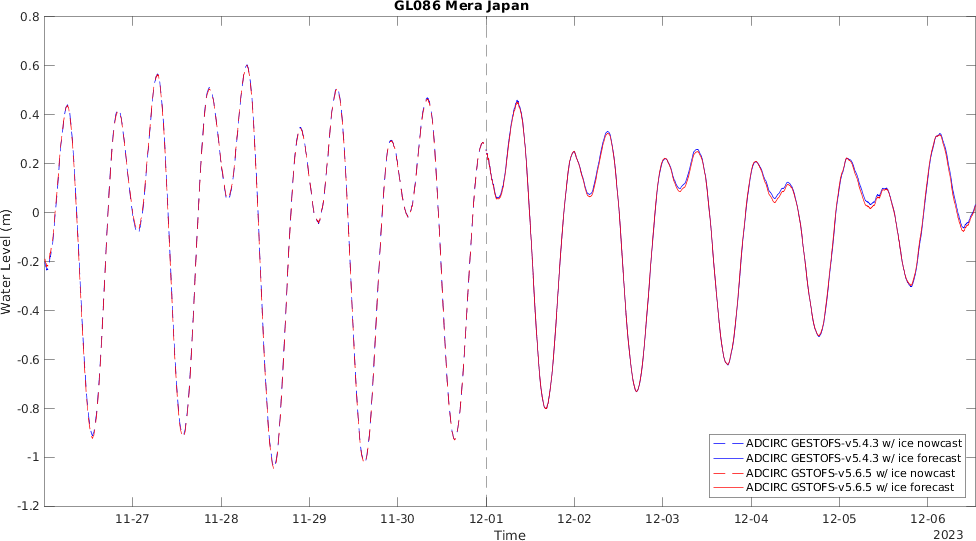 GL086 Mera Japan
0.8
0.6
0.4
0.2
0
-0.2
-0.4
-0.6
-0.8
-1
-1.2
Water Level (m)
ADCIRC GESTOFS-v5.4.3 w/ ice nowcast
ADCIRC GESTOFS-v5.4.3 w/ ice forecast
ADCIRC GSTOFS-v5.6.5 w/ ice nowcast
ADCIRC GSTOFS-v5.6.5 w/ ice forecast
11-27 11-28 11-29 11-30 12-01 12-02 12-03 12-04 12-05 12-06
Time
2023